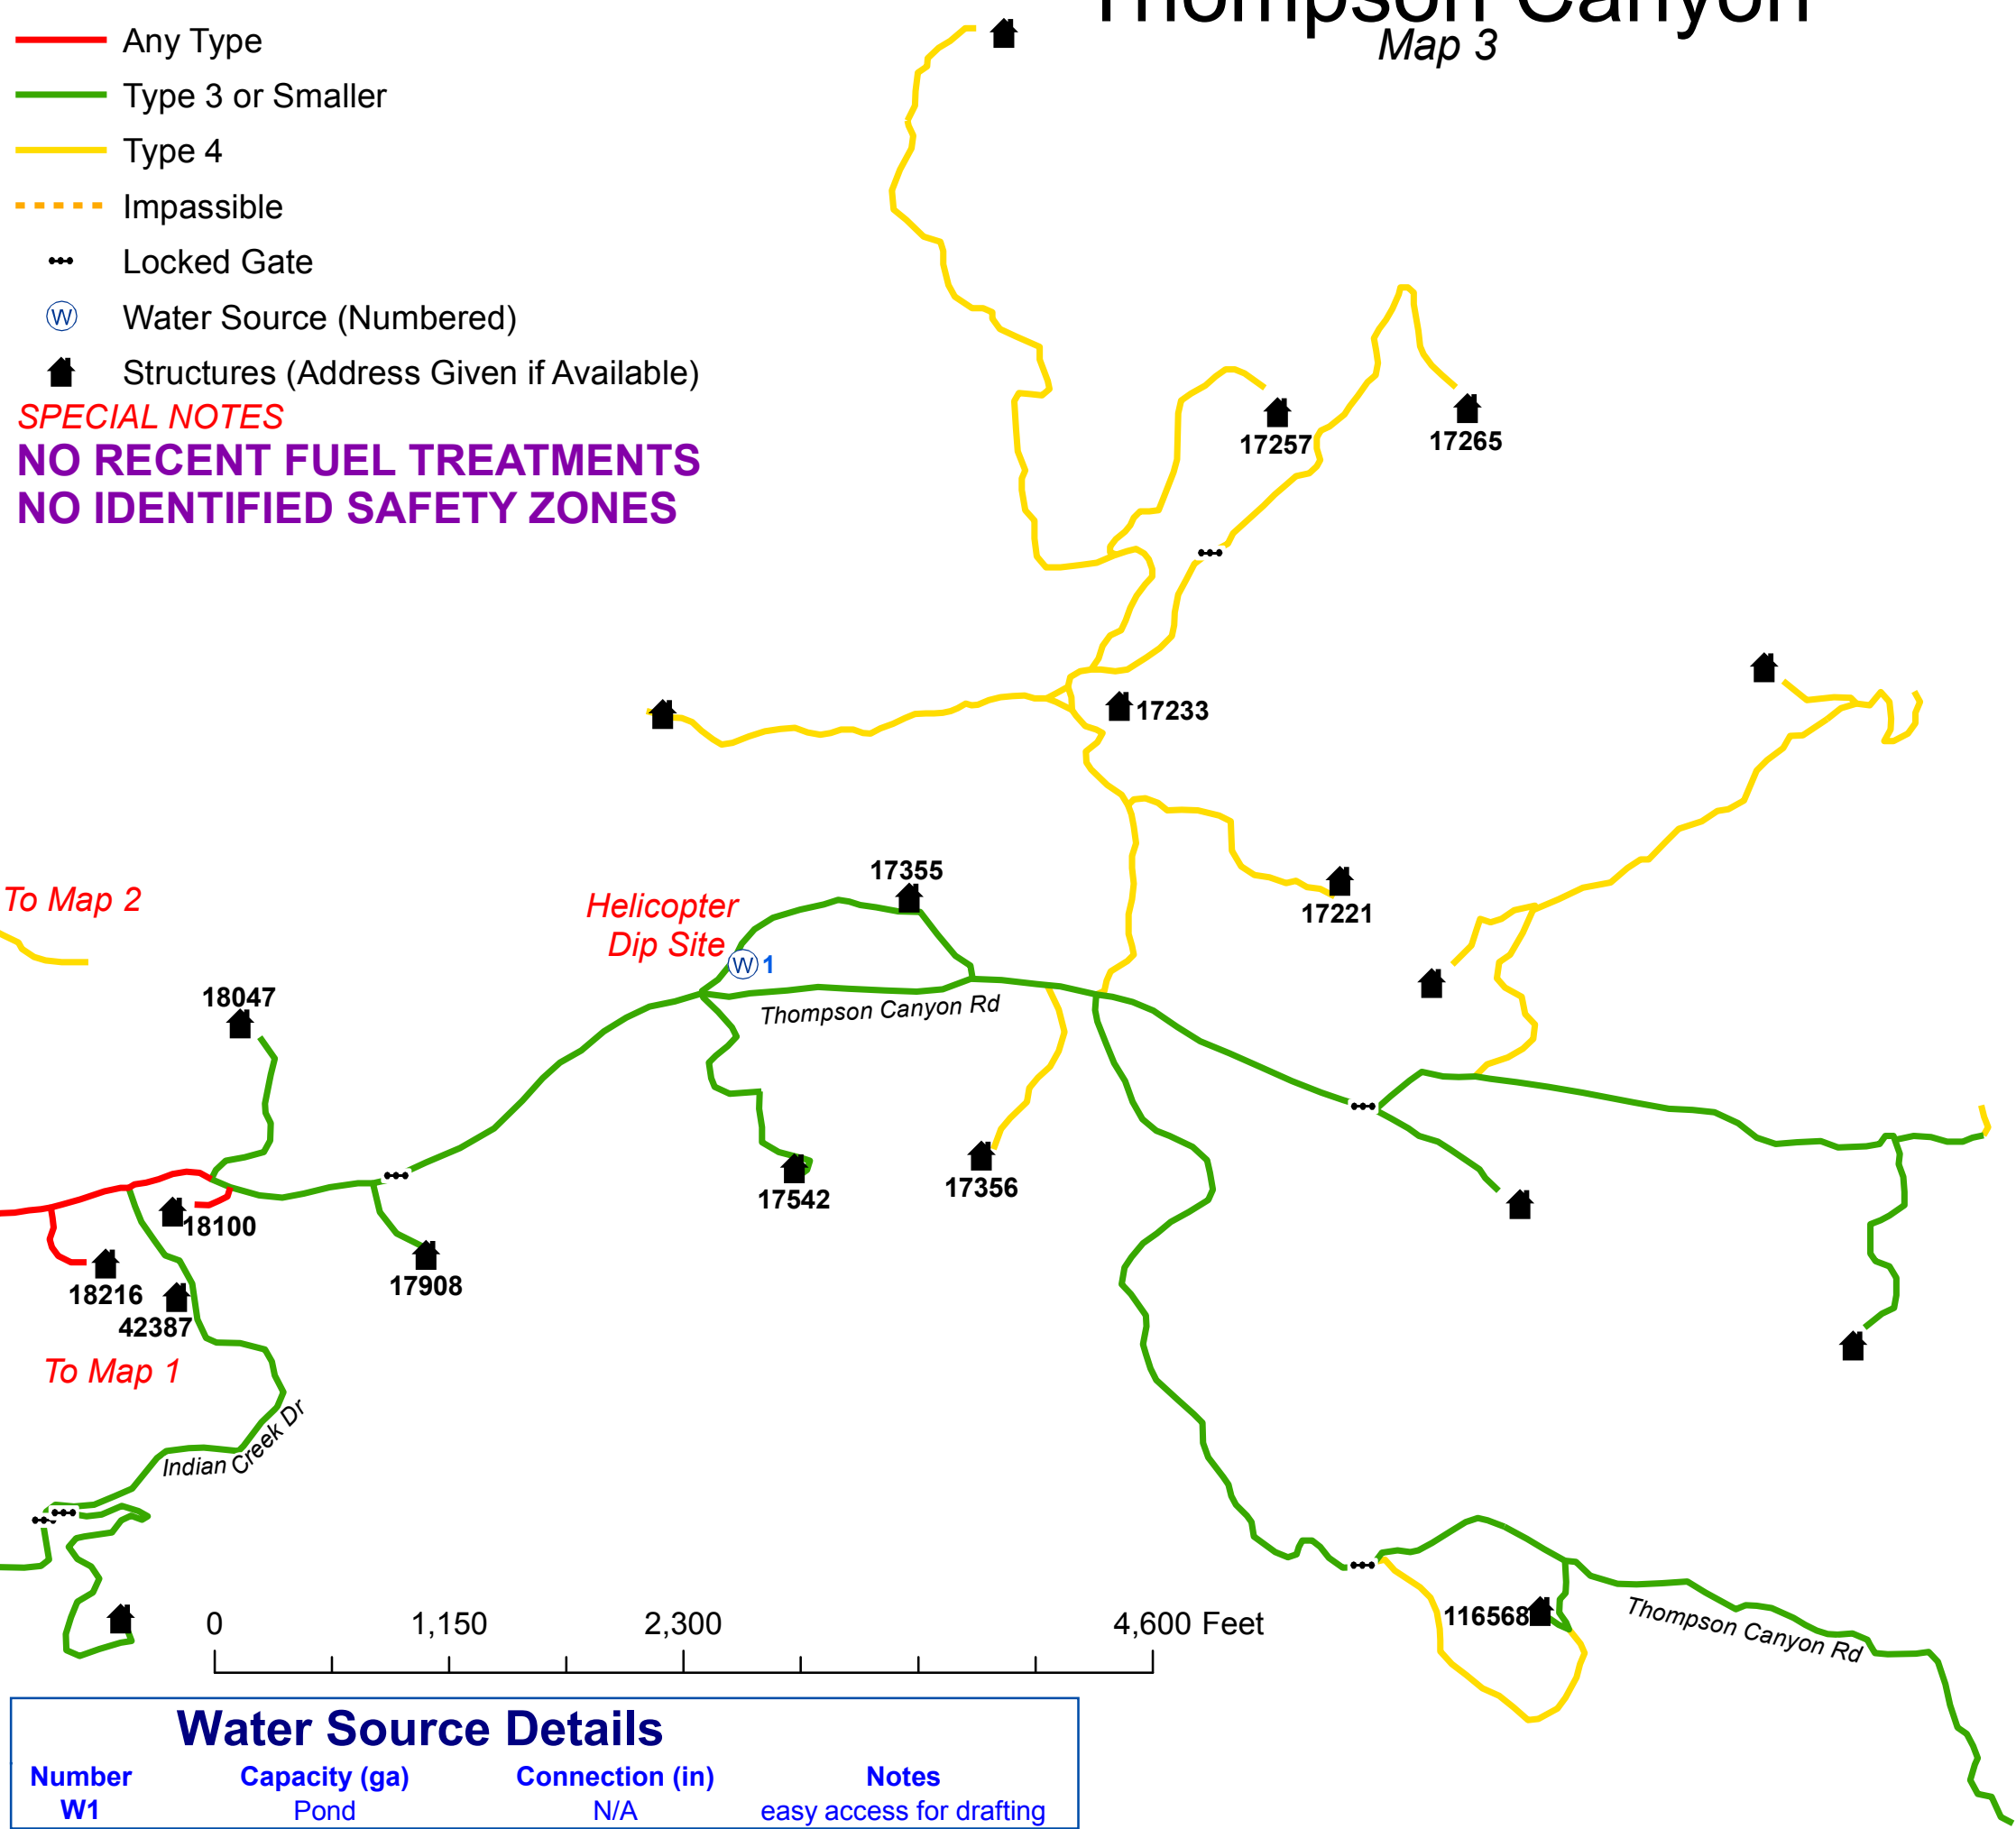 Thompson Canyon
Map 3
Any Type
Type 3 or Smaller
Type 4
Impassible
Locked Gate
W Water Source (Numbered)
Structures (Address Given if Available)
SPECIAL NOTES
NO RECENT FUEL TREATMENTS
NO IDENTIFIED SAFETY ZONES
17257
17265
17233
17355
To Map 2
Helicopter
Dip Site
17221
W 1
18047
Thompson Canyon Rd
17356
17542
18100
17908
18216
42387
To Map 1
Indian Creek Dr
116568
Thompson Canyon Rd
0 1,150 2,300 4,600 Feet
Water Source Details
Number Capacity (ga) Connection (in) Notes
W1 Pond N/A easy access for drafting